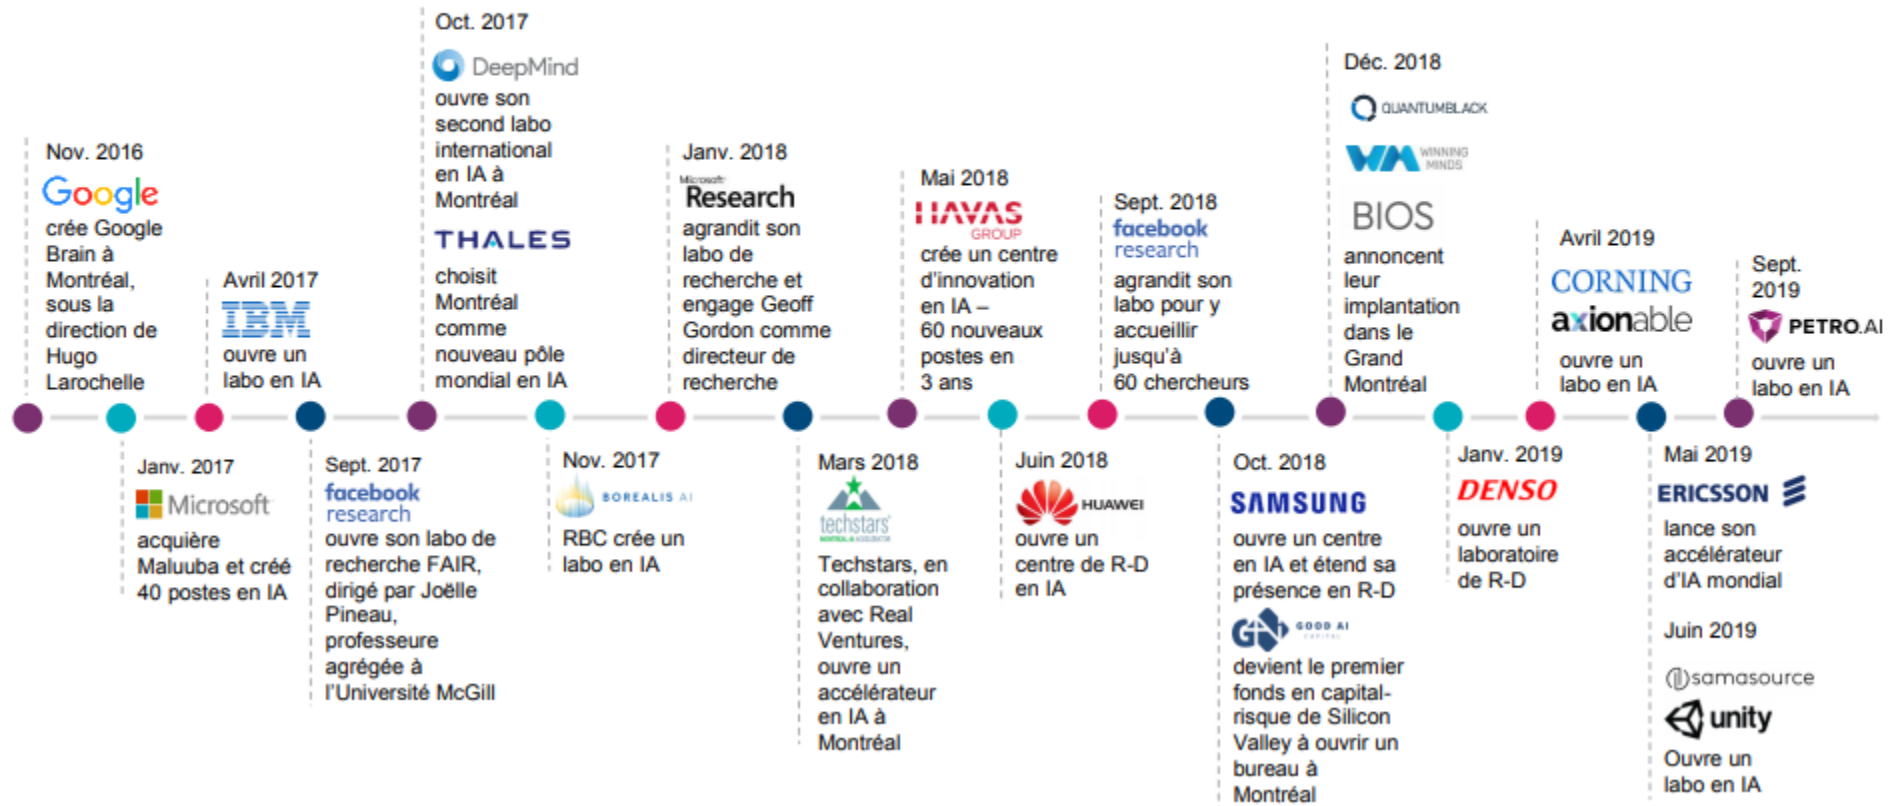 Nov. 2016
Google
crée Google
Brain à
Montréal,
sous la
direction de
Hugo
Larochelle
Janv. 2017
Microsoft
acquière
Maluuba et créé
40 postes en IA
Avril 2017
IBM
ouvre un
labo en IA
Sept. 2017
facebook
research
ouvre son labo de
recherche FAIR,
dirigé par Joëlle
Pineau,
professeure
agrégée à
l'Université McGill
Oct. 2017
DeepMind
ouvre son
second labo
international
en IA à
Montréal
THALES
choisit
Montréal
comme
nouveau pôle
mondial en IA
Nov. 2017
BOREALIS AI
RBC crée un
labo en IA
Janv. 2018
Microsoft
Research
agrandit son
labo de
recherche et
engage Geoff
Gordon comme
directeur de
recherche
Mars 2018
techstars
MONTREAL AI ACCELERATOR
Techstars, en
collaboration
avec Real
Ventures,
ouvre un
accélérateur
en IA à
Montréal
Mai 2018
HAVAS
GROUP
crée un centre
d'innovation
en IA –
60 nouveaux
postes en
3 ans
Juin 2018
HUAWEI
ouvre un
centre de R-D
en IA
Sept. 2018
facebook
research
agrandit son
labo pour y
accueillir
jusqu'à
60 chercheurs
Oct. 2018
SAMSUNG
ouvre un centre
en IA et étend sa
présence en R-D
GOOD AI
CAPITAL
devient le premier
fonds en capital-
risque de Silicon
Valley à ouvrir un
bureau à
Montréal
Déc. 2018
QUANTUMBLACK
WINNING
MINDS
BIOS
annoncent
leur
implantation
dans le
Grand
Montréal
Janv. 2019
DENSO
ouvre un
laboratoire
de R-D
Avril 2019
CORNING
axionable
ouvre un
labo en IA
Mai 2019
ERICSSON
lance son
accélérateur
d'IA mondial
Juin 2019
samasource
unity
Ouvre un
labo en IA
Sept.
2019
PETRO.AI
ouvre un
labo en IA